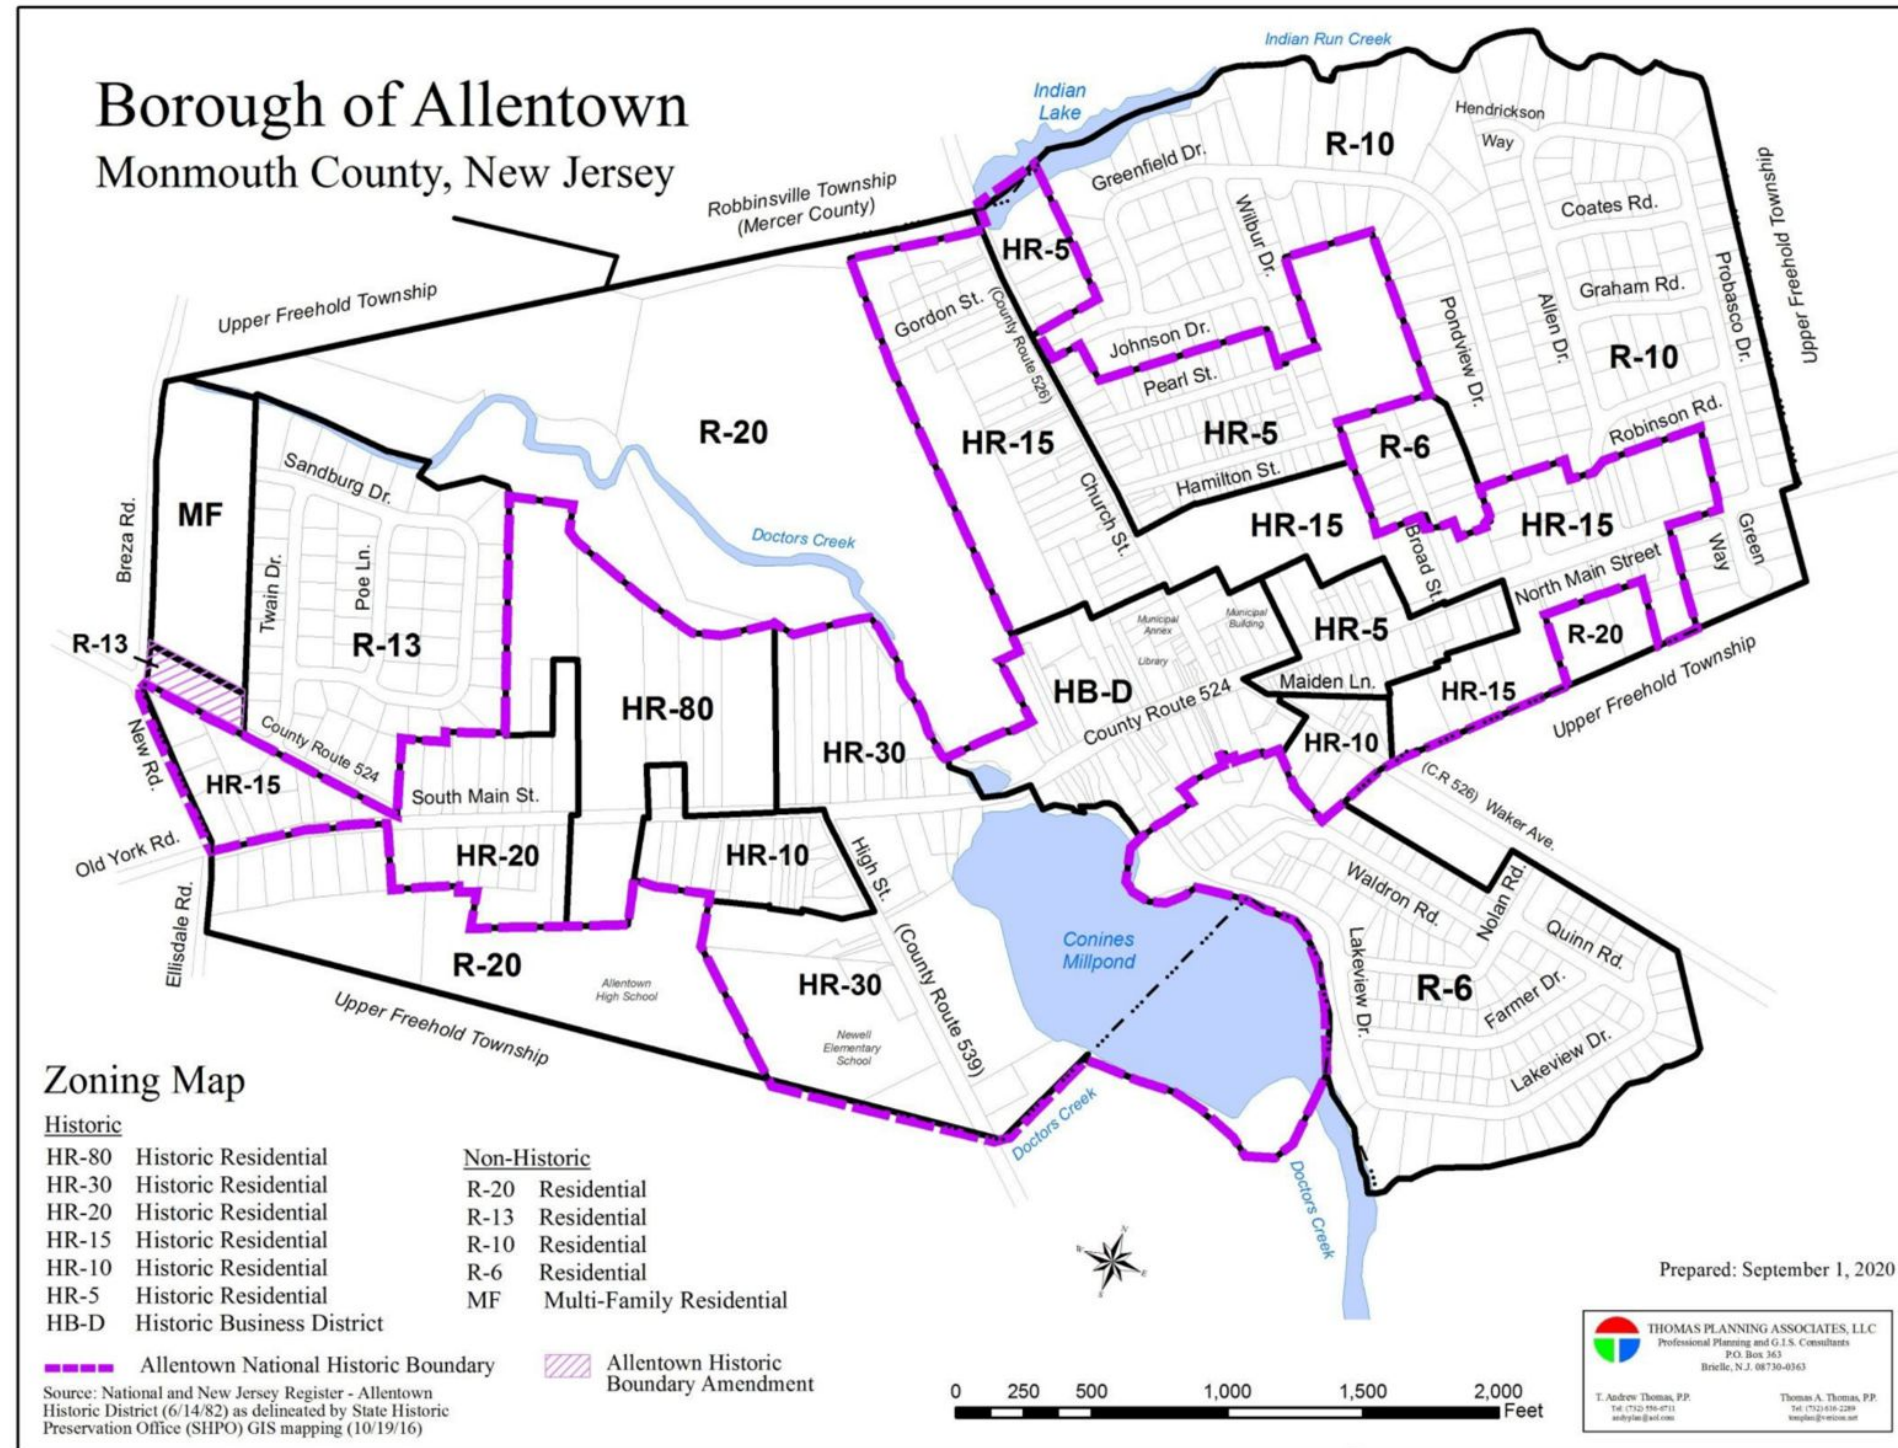 Borough of Allentown
Monmouth County, New Jersey
Indian Run Creek
Indian
Lake
Hendrickson
Way
R-10
Greenfield Dr.
Robbinsville Township
(Mercer County)
Upper Freehold Township
Upper Freehold Township
Coates Rd.
Wilbur Dr.
HR-5
Probasco Dr.
Graham Rd.
Allen Dr.
Pondview Dr.
Gordon St.
(County Route 526)
Johnson Dr.
Pearl St.
R-10
Robinson Rd.
R-20
HR-15
HR-5
R-6
Hamilton St.
Sandburg Dr.
MF
Breza Rd.
Twain Dr.
Poe Ln.
Doctors Creek
Church St.
HR-15
Broad St.
HR-15
Green
Way
North Main Street
R-13
R-13
Municipal
Annex
Municipal
Building
Library
HR-5
R-20
HB-D
Maiden Ln.
HR-15
County Route 524
Upper Freehold Township
HR-80
HR-30
HR-10
New Rd.
County Route 524
HR-15
South Main St.
(C.R 526) Waker Ave.
Old York Rd.
HR-20
HR-10
High St.
(County Route 539)
Waldron Rd.
Nolan Rd.
Quinn Rd.
Ellisdale Rd.
R-20
Allentown
High School
HR-30
Conines
Millpond
Lakeview Dr.
R-6
Farmer Dr.
Lakeview Dr.
Upper Freehold Township
Newell
Elementary
School
Doctors Creek
Doctors Creek
Zoning Map
Historic
HR-80 Historic Residential
HR-30 Historic Residential
HR-20 Historic Residential
HR-15 Historic Residential
HR-10 Historic Residential
HR-5 Historic Residential
HB-D Historic Business District
Non-Historic
R-20 Residential
R-13 Residential
R-10 Residential
R-6 Residential
MF Multi-Family Residential
Allentown National Historic Boundary
Allentown Historic
Boundary Amendment
Source: National and New Jersey Register - Allentown
Historic District (6/14/82) as delineated by State Historic
Preservation Office (SHPO) GIS mapping (10/19/16)
N
W
E
S
0 250 500 1,000 1,500 2,000
Feet
Prepared: September 1, 2020
THOMAS PLANNING ASSOCIATES, LLC
Professional Planning and G.I.S. Consultants
P.O. Box 363
Brielle, N.J. 08730-0363
T. Andrew Thomas, P.P.
Thomas A. Thomas, P.P.